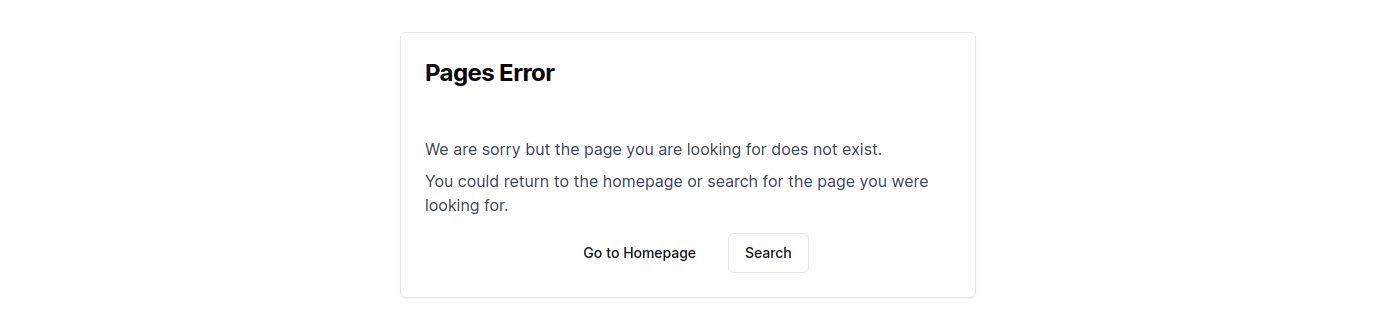 Pages Error
We are sorry but the page you are looking for does not exist.
You could return to the homepage or search for the page you were
looking for.
Go to Homepage
Search